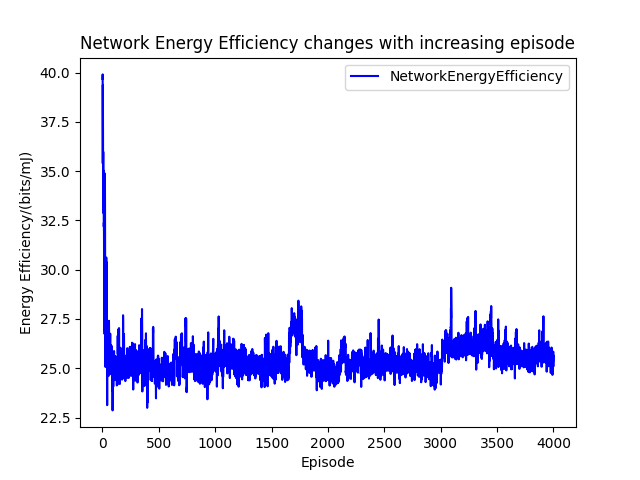 Network Energy Efficiency changes with increasing episode
NetworkEnergyEfficiency
40.0
37.5
35.0
32.5
30.0
27.5
25.0
22.5
Energy Efficiency/(bits/mJ)
0 500 1000 1500 2000 2500 3000 3500 4000
Episode